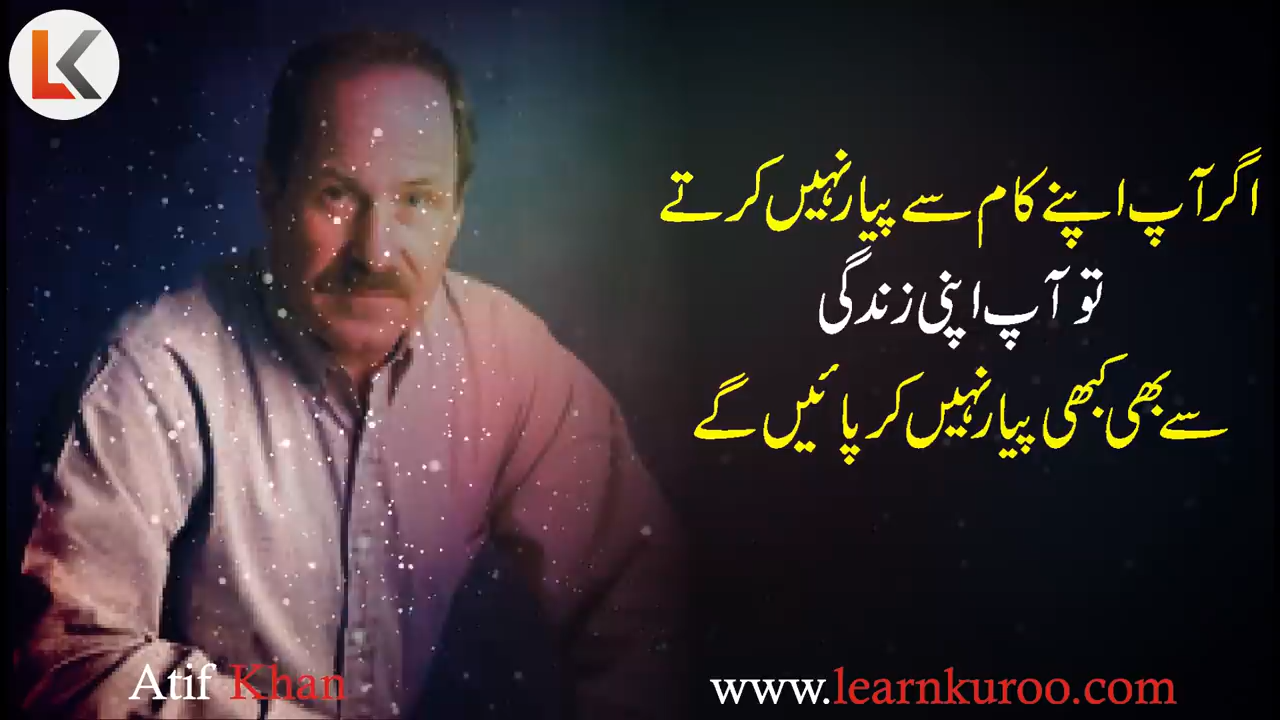 LK
اگر آپ اپنے کام سے پیار نہیں کرتے
تو آپ اپنی زندگی
سے بھی کبھی پیار نہیں کر پائیں گے
Atif Khan
www.learnkuroo.com